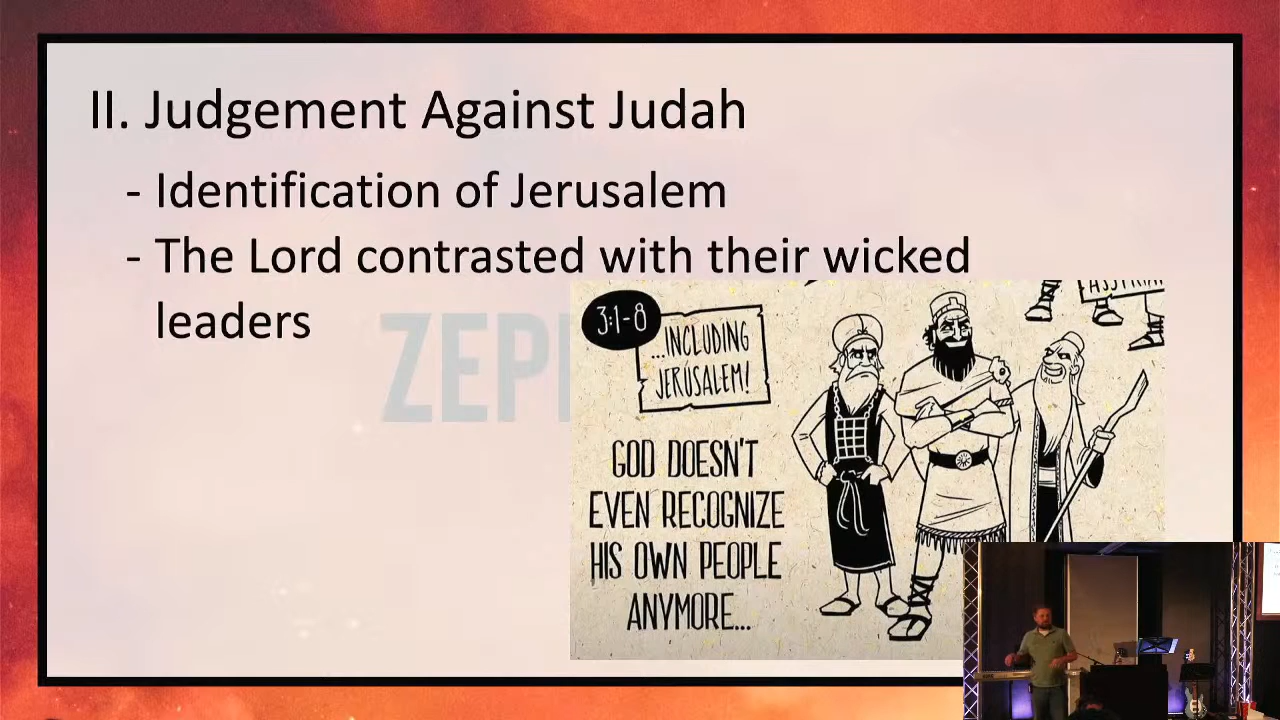 II. Judgement Against Judah
- Identification of Jerusalem
- The Lord contrasted with their wicked
leaders
ZEPH
3:1-8
...INCLUDING
JERUSALEM!
GOD DOESN'T
EVEN RECOGNIZE
HIS OWN PEOPLE
ANYMORE...